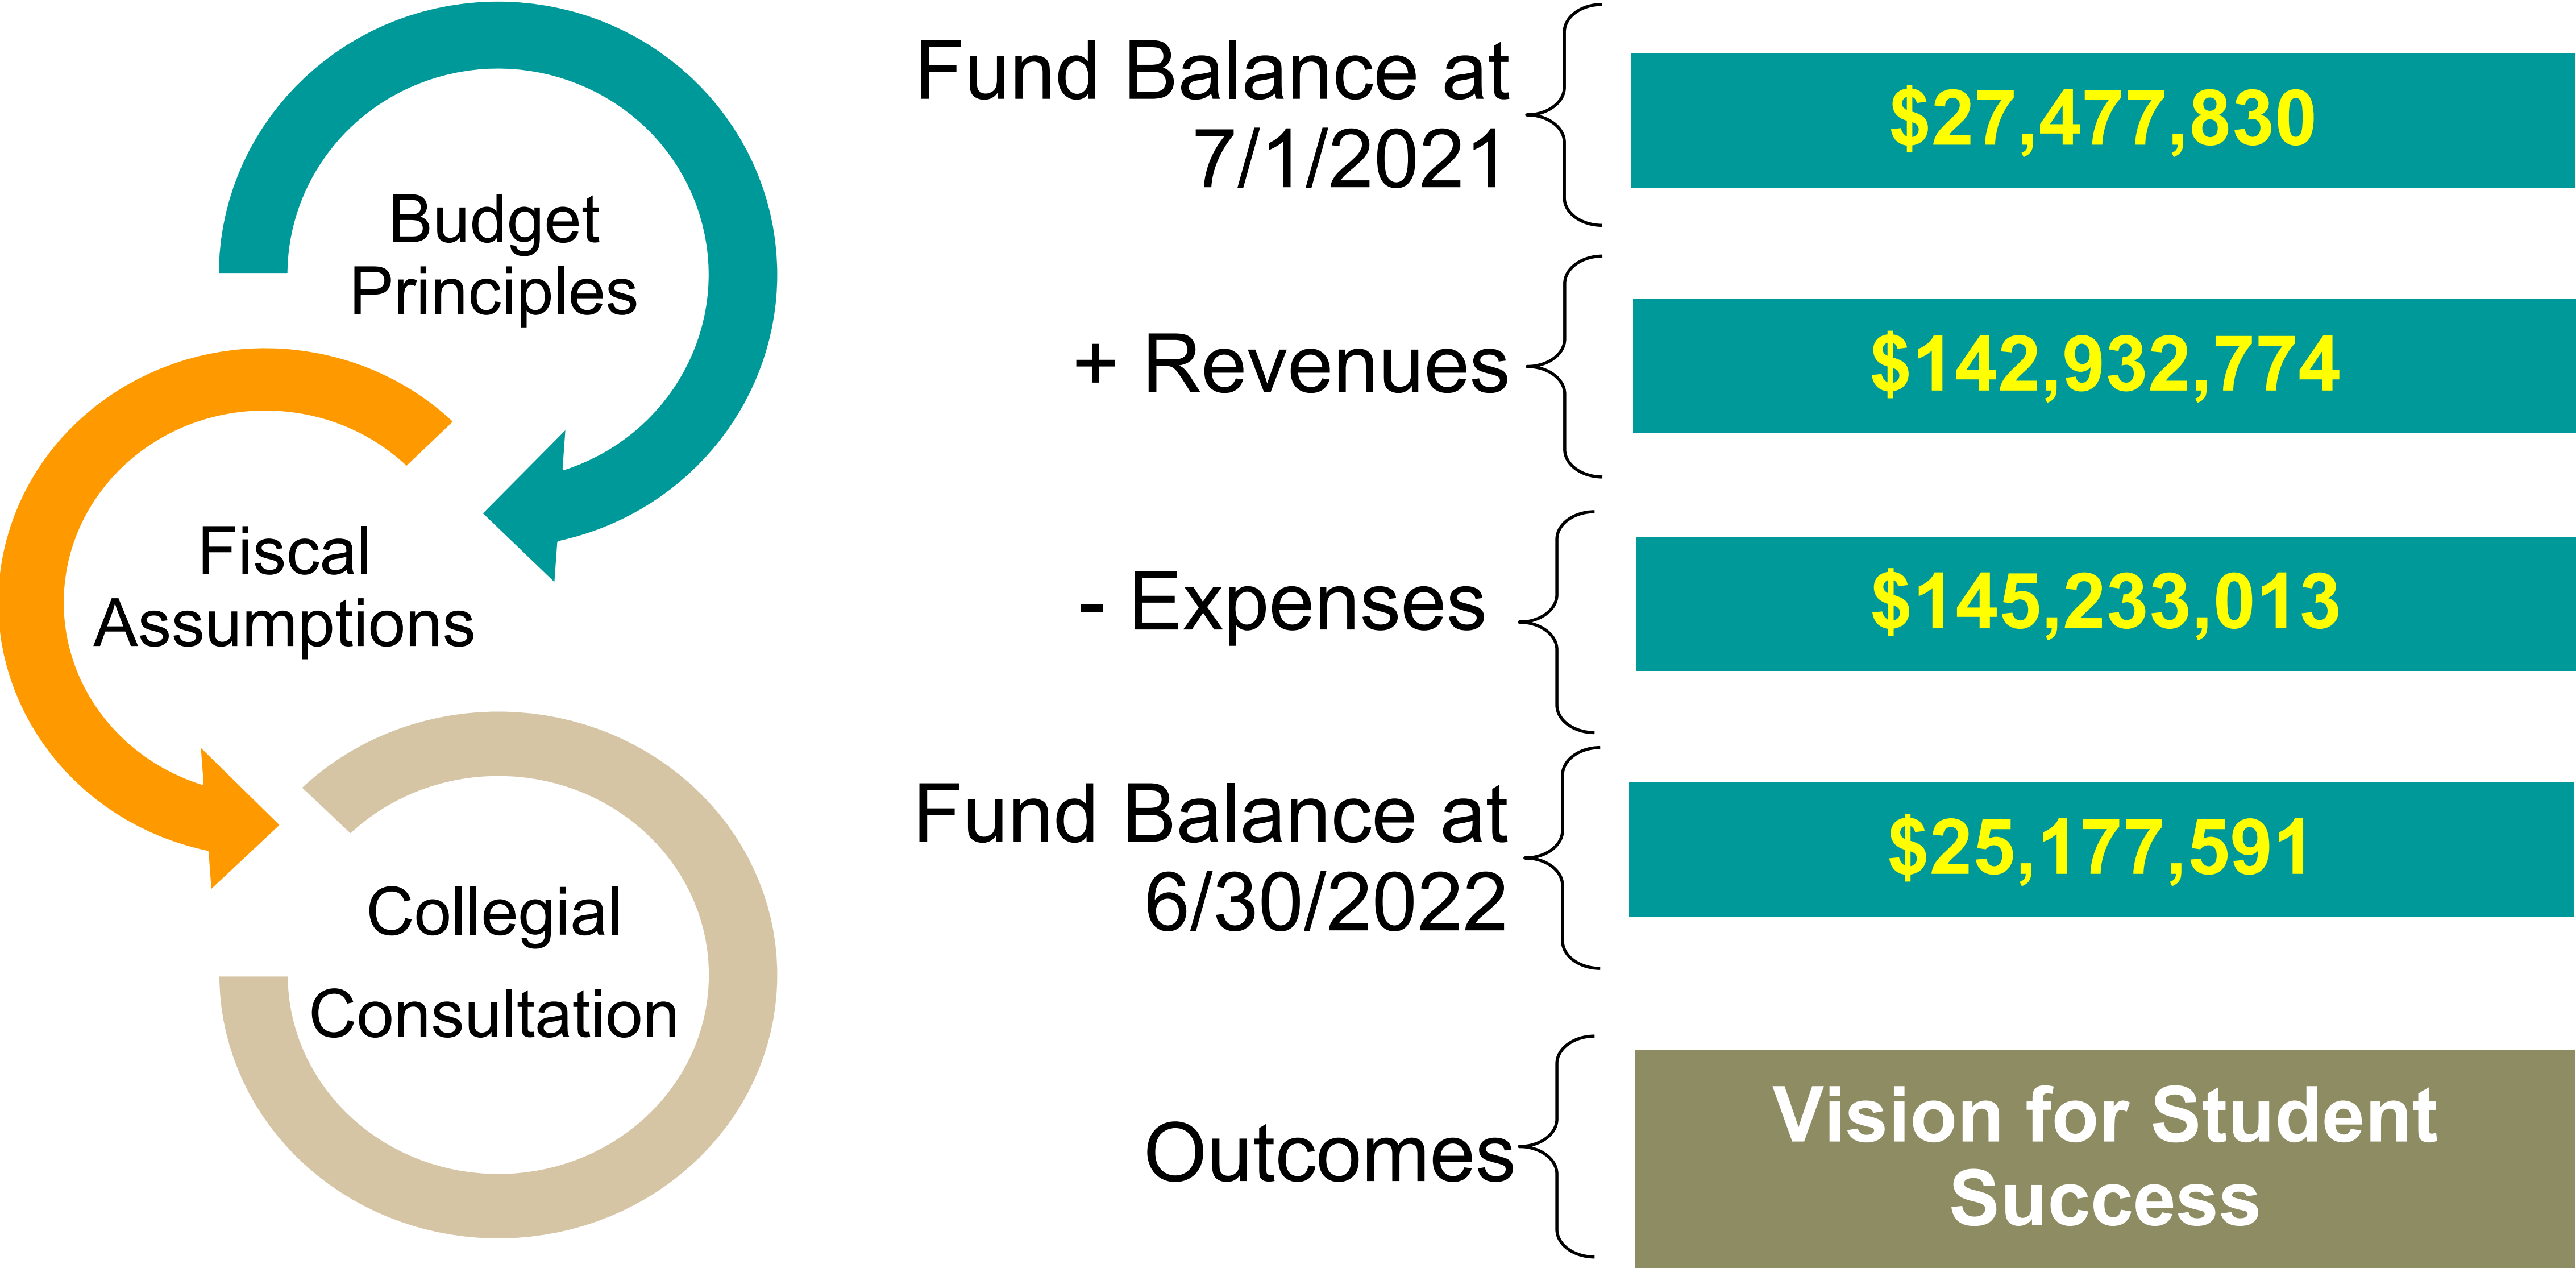 Budget
Principles
Fiscal
Assumptions
Collegial
Consultation
Fund Balance at
7/1/2021
$27,477,830
+ Revenues
$142,932,774
- Expenses
$145,233,013
Fund Balance at
6/30/2022
$25,177,591
Outcomes
Vision for Student
Success